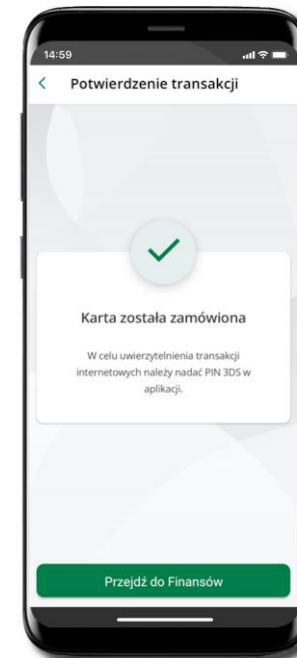 14:59
Potwierdzenie transakcji
Karta została zamówiona
W celu uwierzytelnienia transakcji
internetowych należy nadać PIN 3DS w
aplikacji.
Przejdź do Finansów